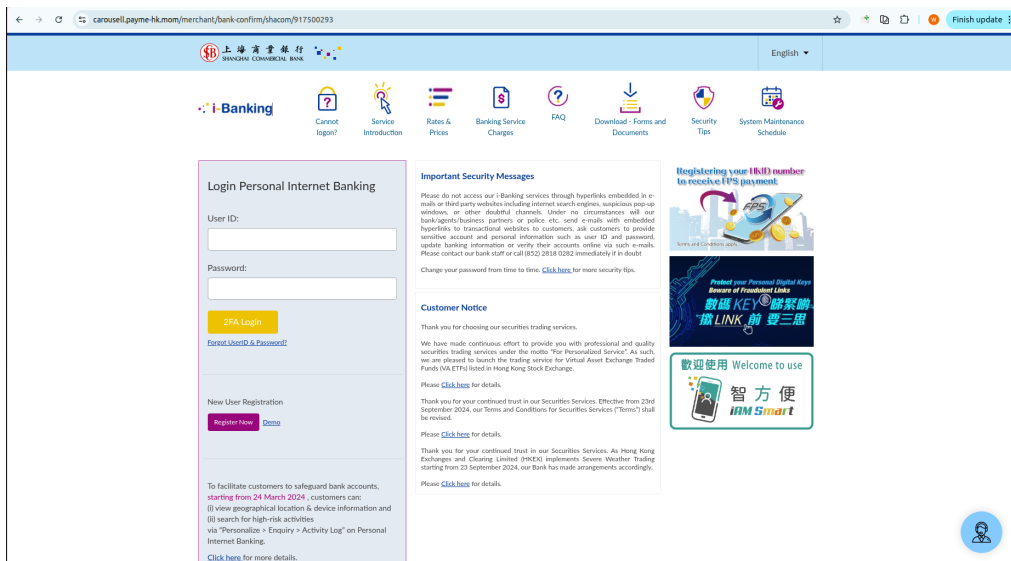 carousell.payme-hk.mom/merchant/bank-confirm/shacom/917500293
Finish update
上海商業銀行
SHANGHAI COMMERCIAL BANK
English
i-Banking
Cannot logon?
Service Introduction
Rates & Prices
Banking Service Charges
FAQ
Download - Forms and Documents
Security Tips
System Maintenance Schedule
Login Personal Internet Banking
User ID:
Password:
2FA Login
Forgot UserID & Password?
New User Registration
Register Now Demo
To facilitate customers to safeguard bank accounts,
starting from 24 March 2024 , customers can:
(i) view geographical location & device information and
(ii) search for high-risk activities
via "Personalize > Enquiry > Activity Log" on Personal
Internet Banking.
Click here for more details.
Important Security Messages
Please do not access our i-Banking services through hyperlinks embedded in e-
mails or third party websites including internet search engines, suspicious pop-up
windows, or other doubtful channels. Under no circumstances will our
bank/agents/business partners or police etc. send e-mails with embedded
hyperlinks to transactional websites to customers, ask customers to provide
sensitive account and personal information such as user ID and password,
update banking information or verify their accounts online via such e-mails.
Please contact our bank staff or call (852) 2818 0282 immediately if in doubt
Change your password from time to time. Click here for more security tips.
Customer Notice
Thank you for choosing our securities trading services.
We have made continuous effort to provide you with professional and quality
securities trading services under the motto "For Personalized Service". As such,
we are pleased to launch the trading service for Virtual Asset Exchange Traded
Funds (VA ETFs) listed in Hong Kong Stock Exchange.
Please Click here for details.
Thank you for your continued trust in our Securities Services. Effective from 23rd
September 2024, our Terms and Conditions for Securities Services ("Terms") shall
be revised.
Please Click here for details.
Thank you for your continued trust in our Securities Services. As Hong Kong
Exchanges and Clearing Limited (HKEX) implements Severe Weather Trading
starting from 23 September 2024, our Bank has made arrangements accordingly.
Please Click here for details.
Registering your HKID number
to receive FPS payment
FPS
Terms and Conditions apply
Protect your Personal Digital Keys
Beware of Fraudulent Links
數碼KEY睇緊啲
撳LINK前要三思
歡迎使用 Welcome to use
智方便
iAM Smart